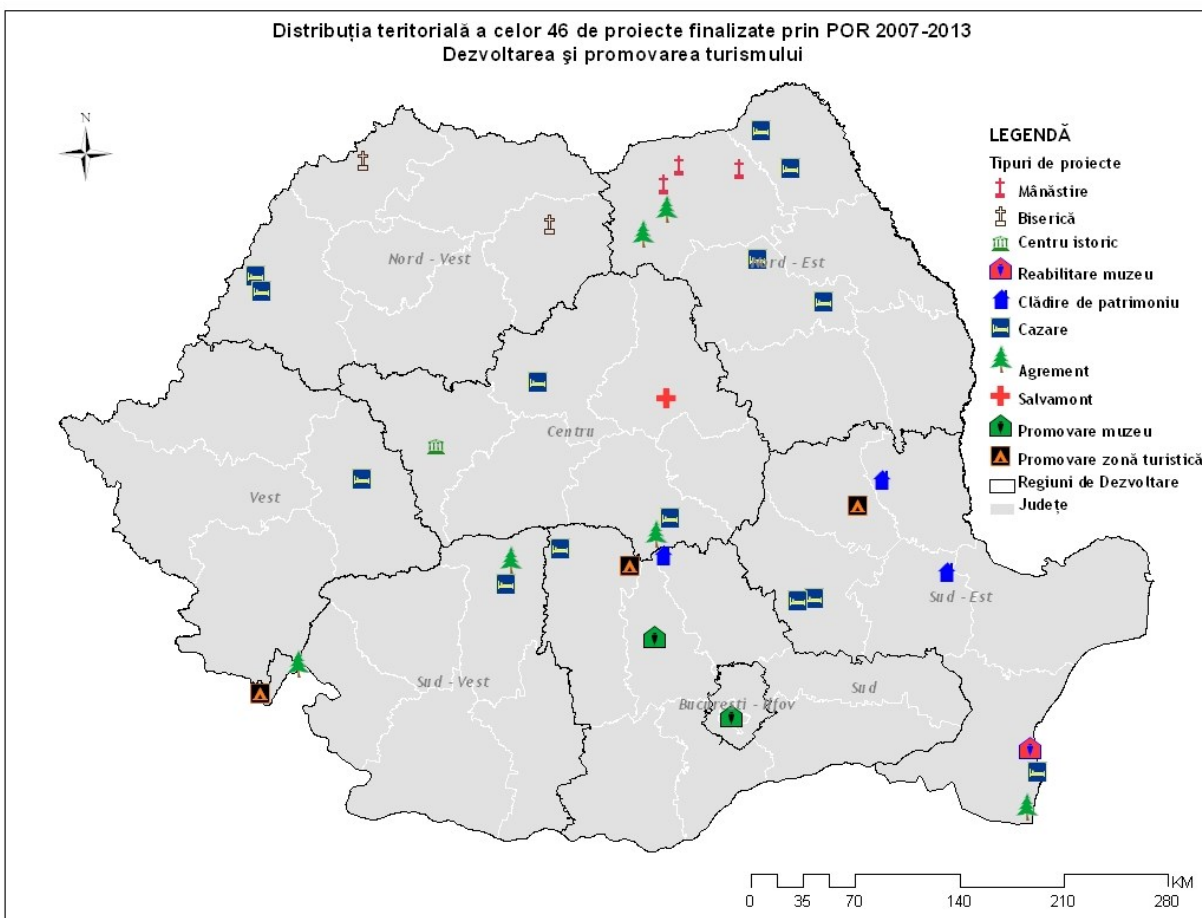 Distribuția teritorială a celor 46 de proiecte finalizate prin POR 2007-2013
Dezvoltarea şi promovarea turismului
N
LEGENDĂ
Tipuri de proiecte
Mânăstire
Biserică
Centru istoric
Reabilitare muzeu
Clădire de patrimoniu
Cazare
Agrement
Salvamont
Promovare muzeu
Promovare zonă turistică
Regiuni de Dezvoltare
Județe
Nord - Vest
Nord - Est
Centru
Vest
Sud - Est
Sud - Vest
Sud
București - Ilfov
KM
0 35 70 140 210 280